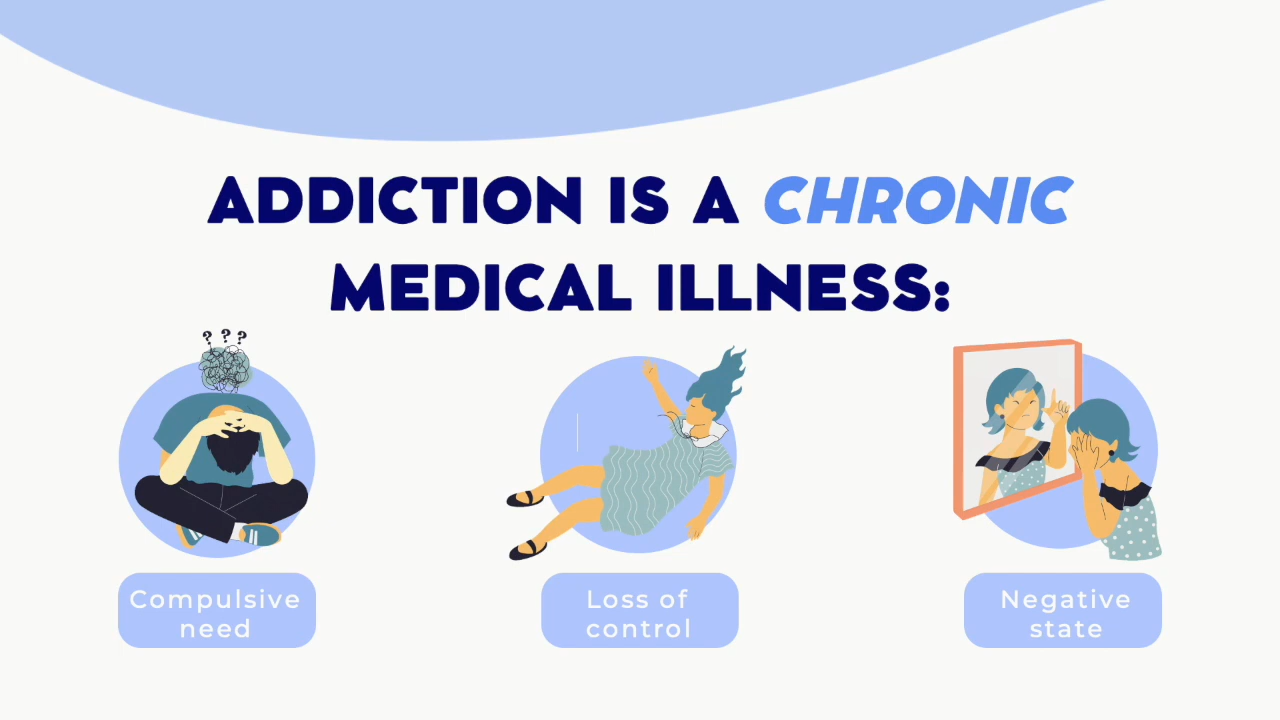 ADDICTION IS A CHRONIC
MEDICAL ILLNESS:
? ? ?
Compulsive
need
Loss of
control
Negative
state